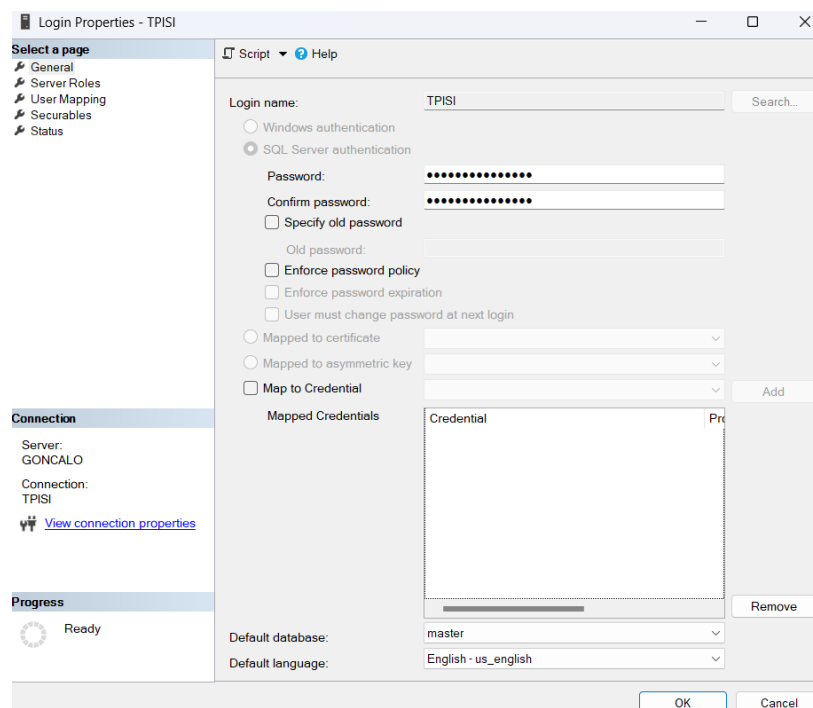 Login Properties - TPISI
Select a page
General
Server Roles
User Mapping
Securables
Status
Script
Help
Login name:
TPISI
Search...
Windows authentication
SQL Server authentication
Password:
●●●●●●●●●●●●●●●
Confirm password:
●●●●●●●●●●●●●●●
Specify old password
Old password:
Enforce password policy
Enforce password expiration
User must change password at next login
Mapped to certificate
Mapped to asymmetric key
Map to Credential
Add
Mapped Credentials
Credential
Pro
Remove
Default database:
master
Default language:
English - us_english
Connection
Server:
GONCALO
Connection:
TPISI
View connection properties
Progress
Ready
OK
Cancel